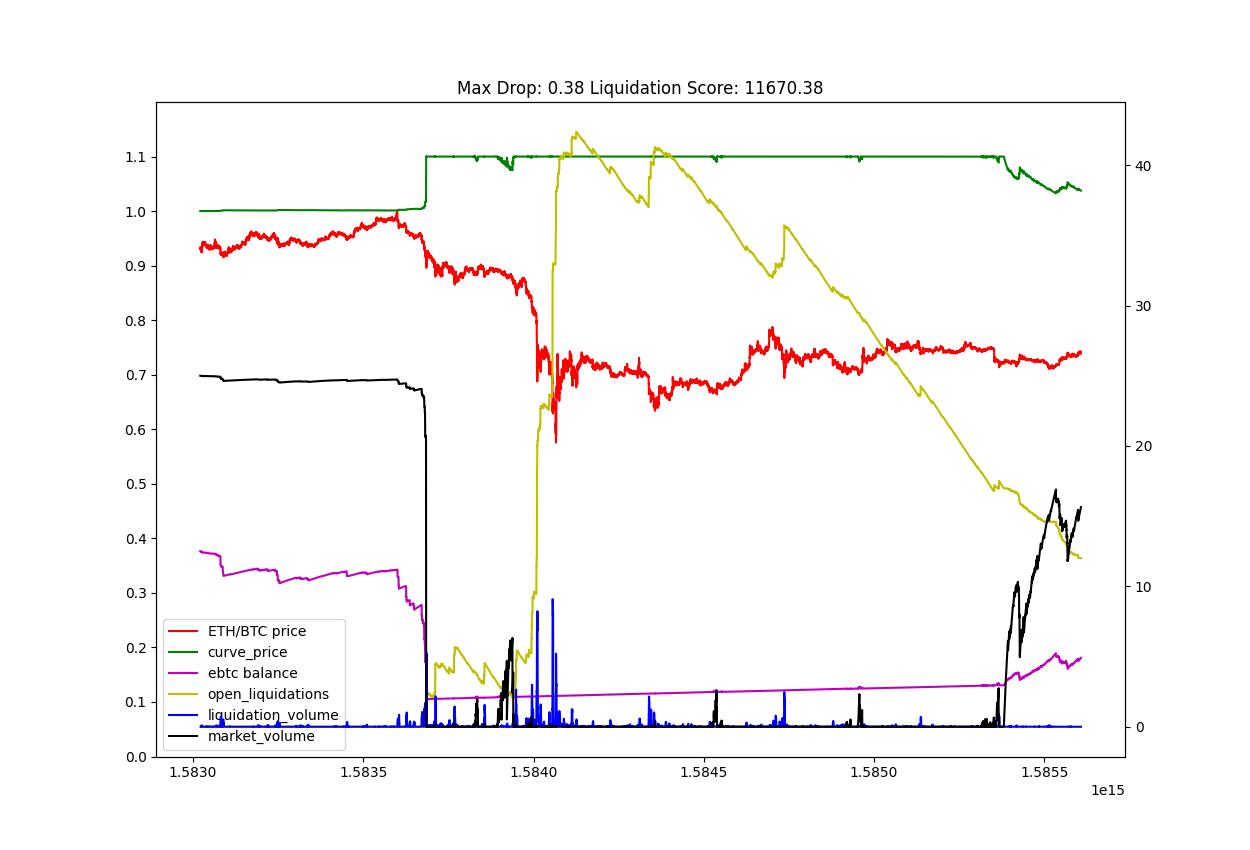 Max Drop: 0.38 Liquidation Score: 11670.38
1.1
1.0
0.9
0.8
0.7
0.6
0.5
0.4
0.3
0.2
0.1
0.0
40
30
20
10
0
ETH/BTC price
curve_price
ebtc balance
open_liquidations
liquidation_volume
market_volume
1.5830 1.5835 1.5840 1.5845 1.5850 1.5855
1e15